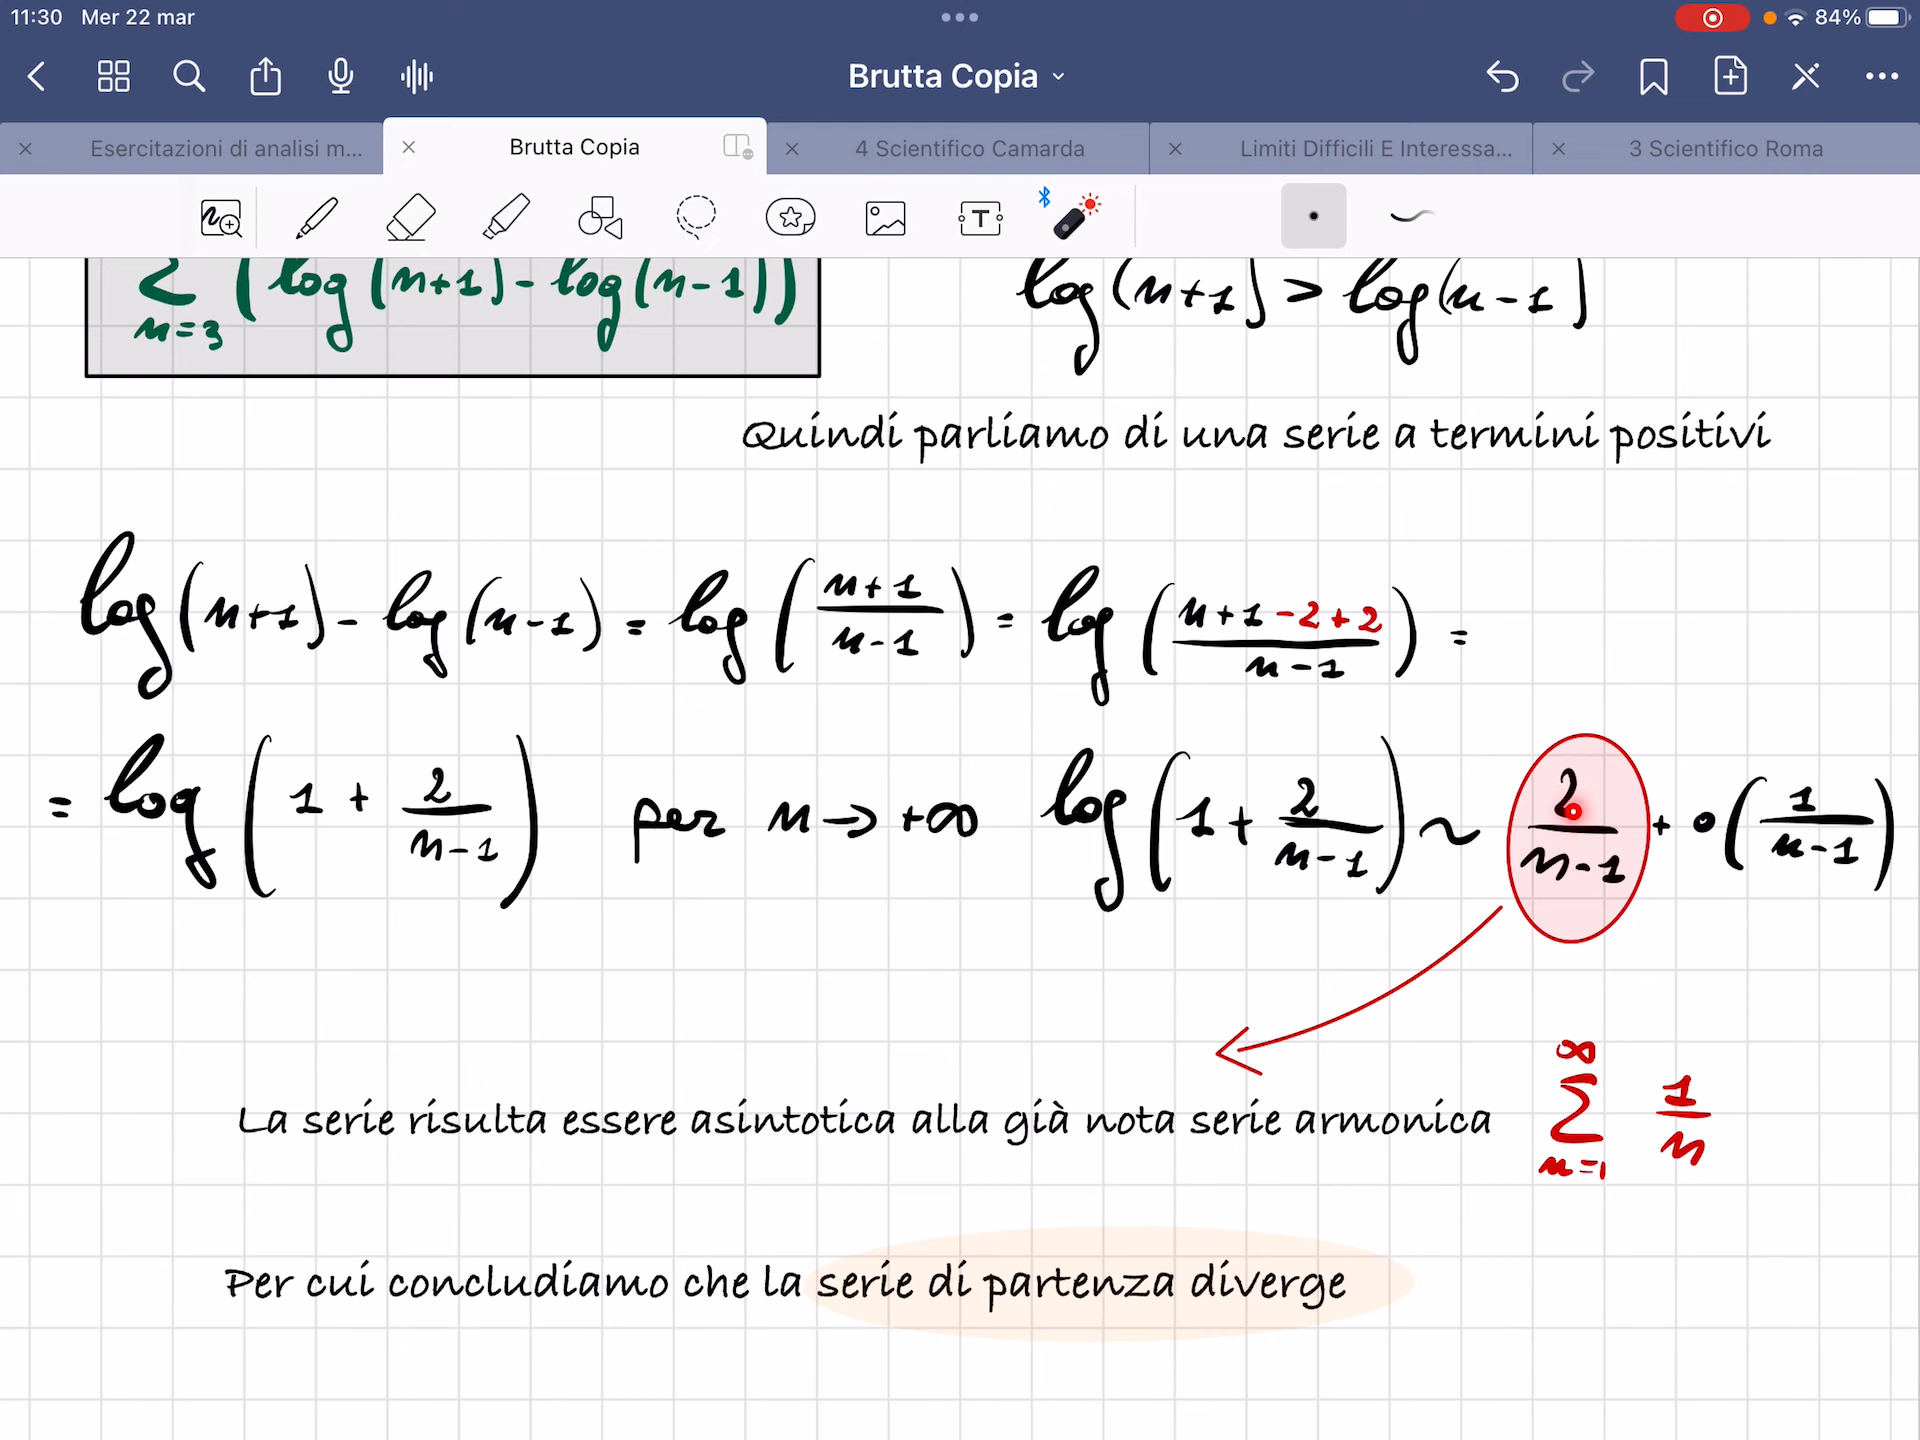 11:30 Mer 22 mar
84%
Brutta Copia
Esercitazioni di analisi m...
Brutta Copia
4 Scientifico Camarda
Limiti Difficili E Interessa...
3 Scientifico Roma
∑_{n=3} (log(n+1) - log(n-1))
log(n+1) > log(n-1)
Quindi parliamo di una serie a termini positivi
log(n+1) - log(n-1) = log((n+1)/(n-1)) = log((n+1-2+2)/(n-1)) =
= log(1 + 2/(n-1)) per n → +∞ log(1 + 2/(n-1)) ~ 2/(n-1) + o(1/(n-1))
La serie risulta essere asintotica alla già nota serie armonica ∑_{n=1}^{∞} 1/n
Per cui concludiamo che la serie di partenza diverge